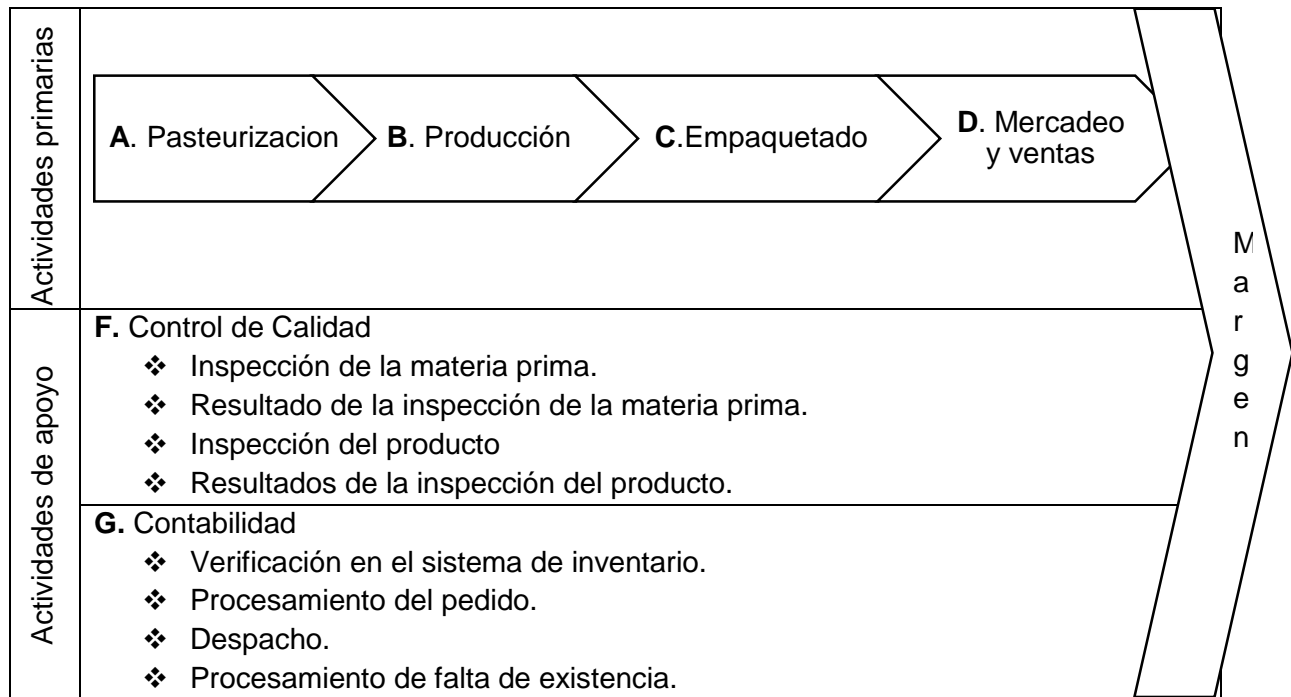 Actividades primarias
A. Pasteurizacion
B. Producción
C.Empaquetado
D. Mercadeo
y ventas
Actividades de apoyo
F. Control de Calidad
❖ Inspección de la materia prima.
❖ Resultado de la inspección de la materia prima.
❖ Inspección del producto
❖ Resultados de la inspección del producto.
G. Contabilidad
❖ Verificación en el sistema de inventario.
❖ Procesamiento del pedido.
❖ Despacho.
❖ Procesamiento de falta de existencia.
M
a
r
g
e
n